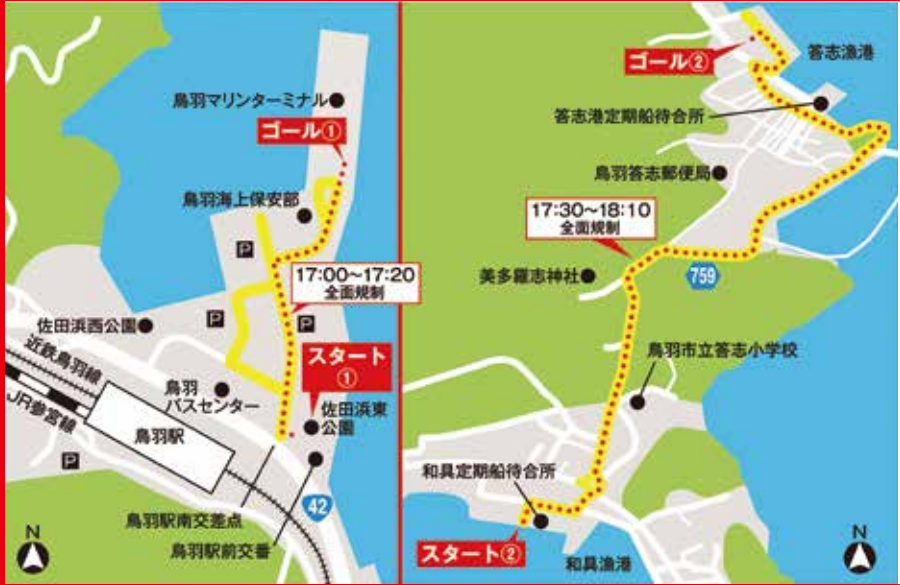 鳥羽マリンターミナル
ゴール①
鳥羽海上保安部
P
17:00～17:20
全面規制
P
P
佐田浜西公園
スタート
①
近鉄鳥羽線
鳥羽
バスセンター
佐田浜東
公園
JR参宮線
鳥羽駅
P
42
鳥羽駅南交差点
鳥羽駅前交番
N
ゴール②
答志漁港
答志港定期船待合所
鳥羽答志郵便局
17:30～18:10
全面規制
美多羅志神社
759
鳥羽市立答志小学校
和具定期船待合所
スタート②
和具漁港
N